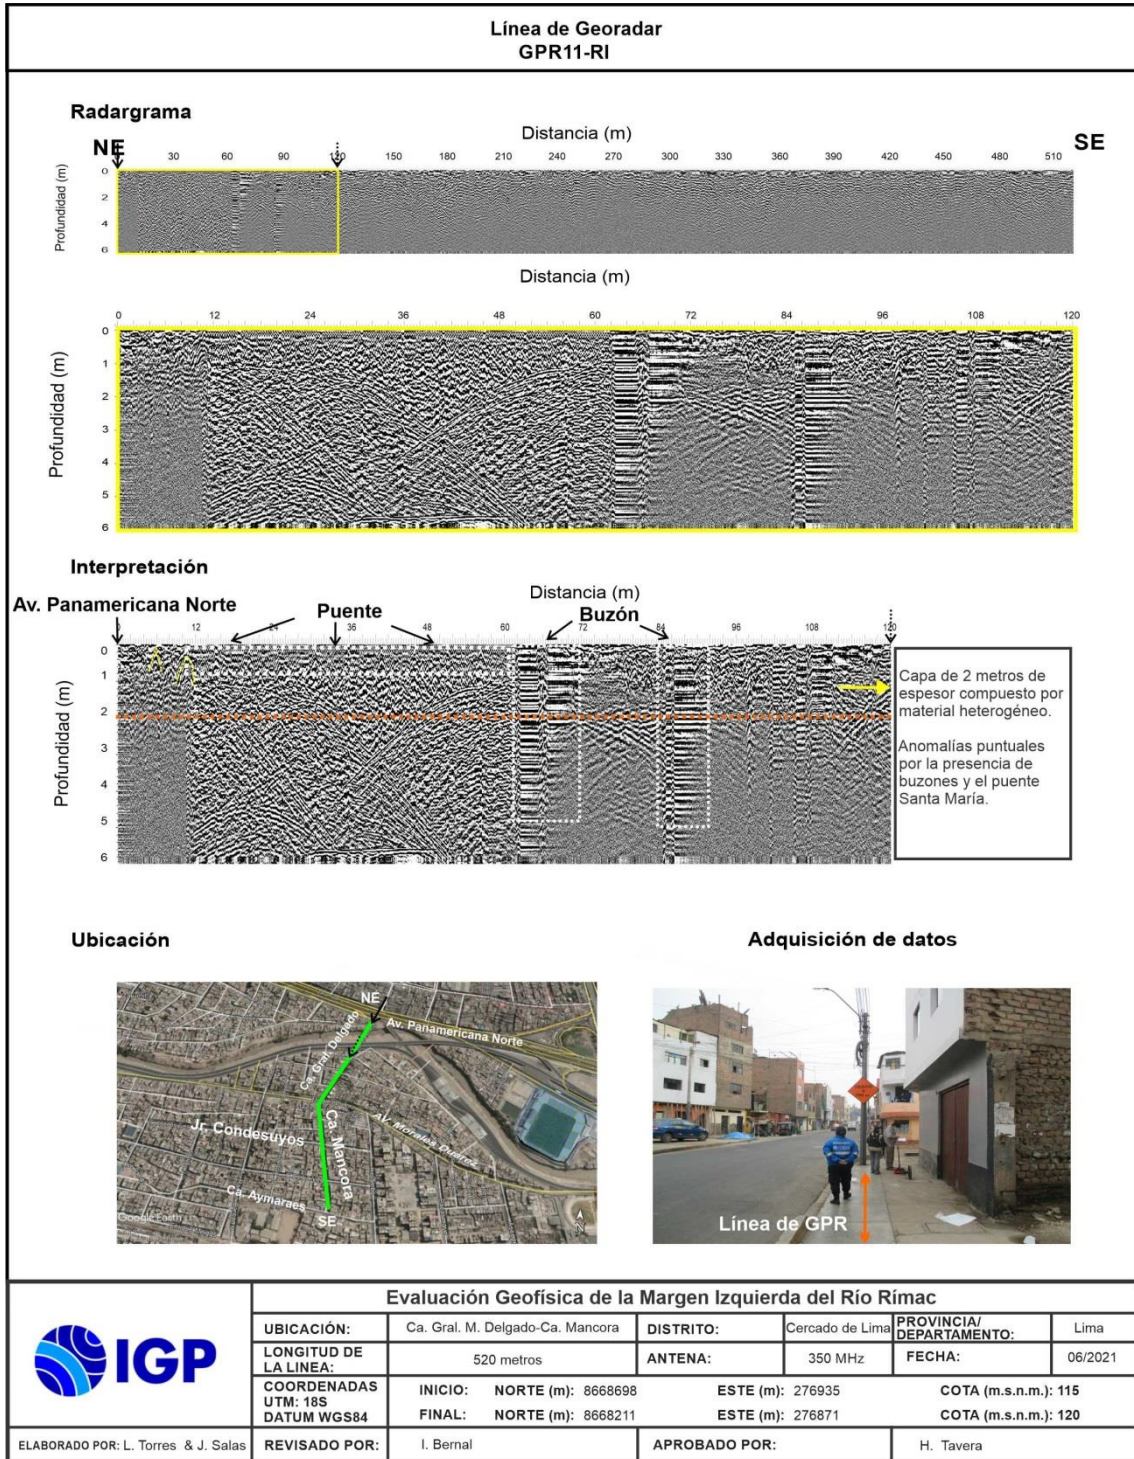 Línea de Georadar
GPR11-RI
Radargrama
Distancia (m)
NE
SE
30 60 90 120 150 180 210 240 270 300 330 360 390 420 450 480 510
Profundidad (m)
0
2
4
6
Distancia (m)
0 12 24 36 48 60 72 84 96 108 120
Profundidad (m)
0
1
2
3
4
5
6
Interpretación
Distancia (m)
Av. Panamericana Norte
Puente
Buzón
0 12 24 36 48 60 72 84 96 108 120
Profundidad (m)
0
1
2
3
4
5
6
Capa de 2 metros de
espesor compuesto por
material heterogéneo.
Anomalías puntuales
por la presencia de
buzones y el puente
Santa María.
Ubicación
Adquisición de datos
NE
Av. Panamericana Norte
Ca. Gral. Delgado
Av. Morales Duarez
Jr. Condesuyos
Ca. Mancora
Ca. Aymaraes
SE
Google Earth
N
Línea de GPR
IGP
Evaluación Geofísica de la Margen Izquierda del Río Rímac
UBICACIÓN: Ca. Gral. M. Delgado-Ca. Mancora DISTRITO: Cercado de Lima PROVINCIA/ DEPARTAMENTO: Lima
LONGITUD DE LA LINEA: 520 metros ANTENA: 350 MHz FECHA: 06/2021
COORDENADAS UTM: 18S DATUM WGS84
INICIO: NORTE (m): 8668698 ESTE (m): 276935 COTA (m.s.n.m.): 115
FINAL: NORTE (m): 8668211 ESTE (m): 276871 COTA (m.s.n.m.): 120
ELABORADO POR: L. Torres & J. Salas REVISADO POR: I. Bernal APROBADO POR: H. Tavera